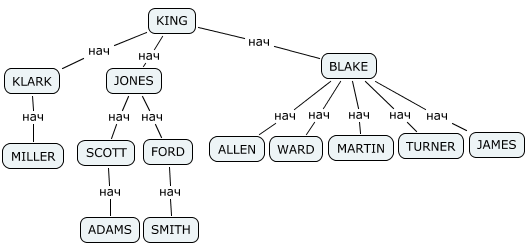 KING
нач нач нач
KLARK JONES BLAKE
нач нач нач нач нач нач нач нач
MILLER SCOTT FORD ALLEN WARD MARTIN TURNER JAMES
нач нач
ADAMS SMITH